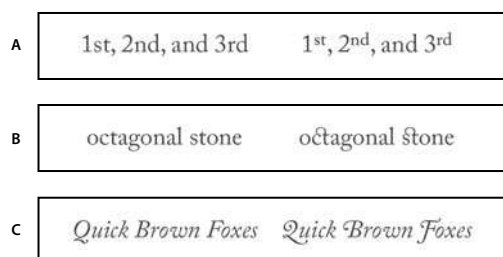 A 1st, 2nd, and 3rd 1st, 2nd, and 3rd
B octagonal stone octagonal stone
C Quick Brown Foxes Quick Brown Foxes